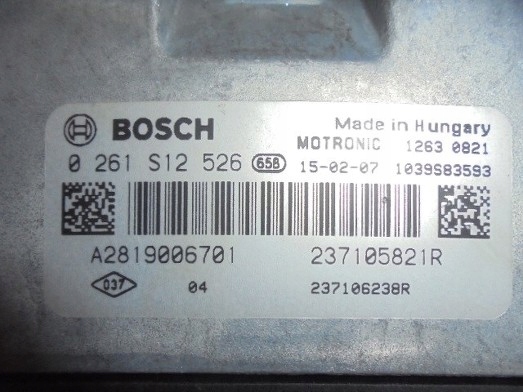 BOSCH Made in Hungary
MOTRONIC 1263 0821
0 261 S12 526 65B 15-02-07 1039S83593
A2819006701 237105821R
037 04 237106238R